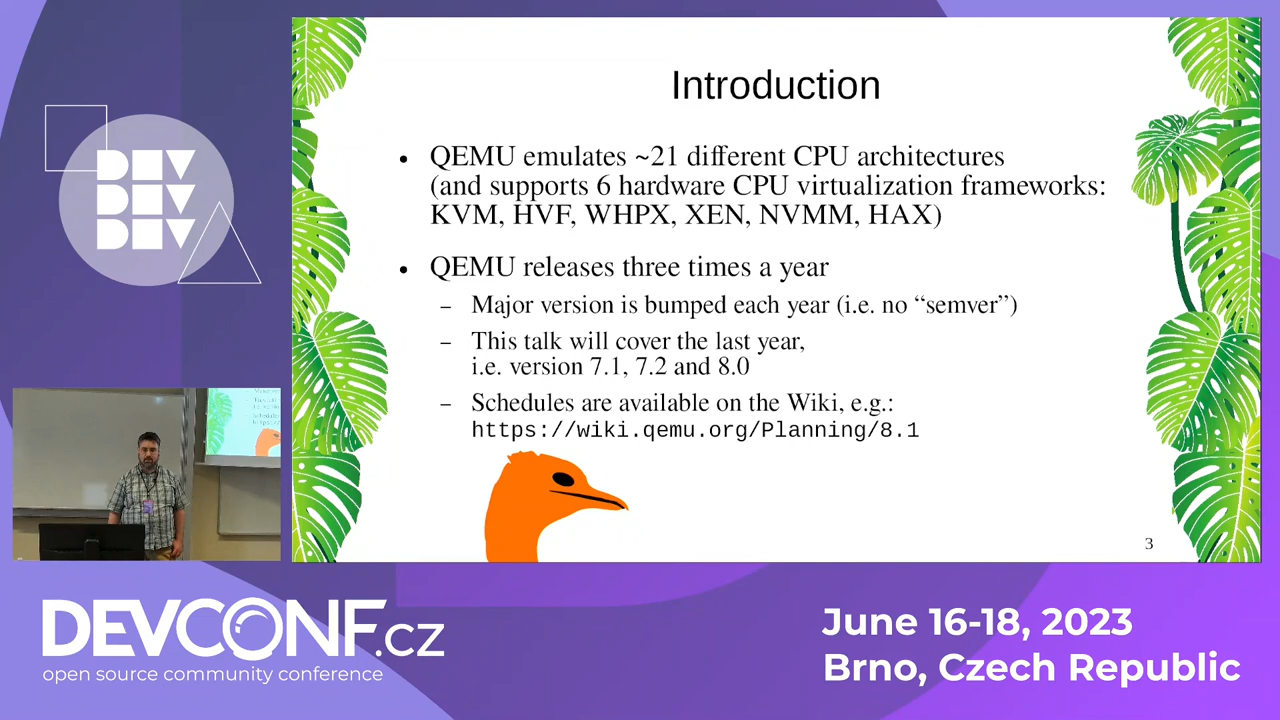 DEV
DEV
DEV
Introduction
• QEMU emulates ~21 different CPU architectures
(and supports 6 hardware CPU virtualization frameworks:
KVM, HVF, WHPX, XEN, NVMM, HAX)
• QEMU releases three times a year
– Major version is bumped each year (i.e. no “semver”)
– This talk will cover the last year,
i.e. version 7.1, 7.2 and 8.0
– Schedules are available on the Wiki, e.g.:
https://wiki.qemu.org/Planning/8.1
3
DEVCONF.cz
open source community conference
June 16-18, 2023
Brno, Czech Republic